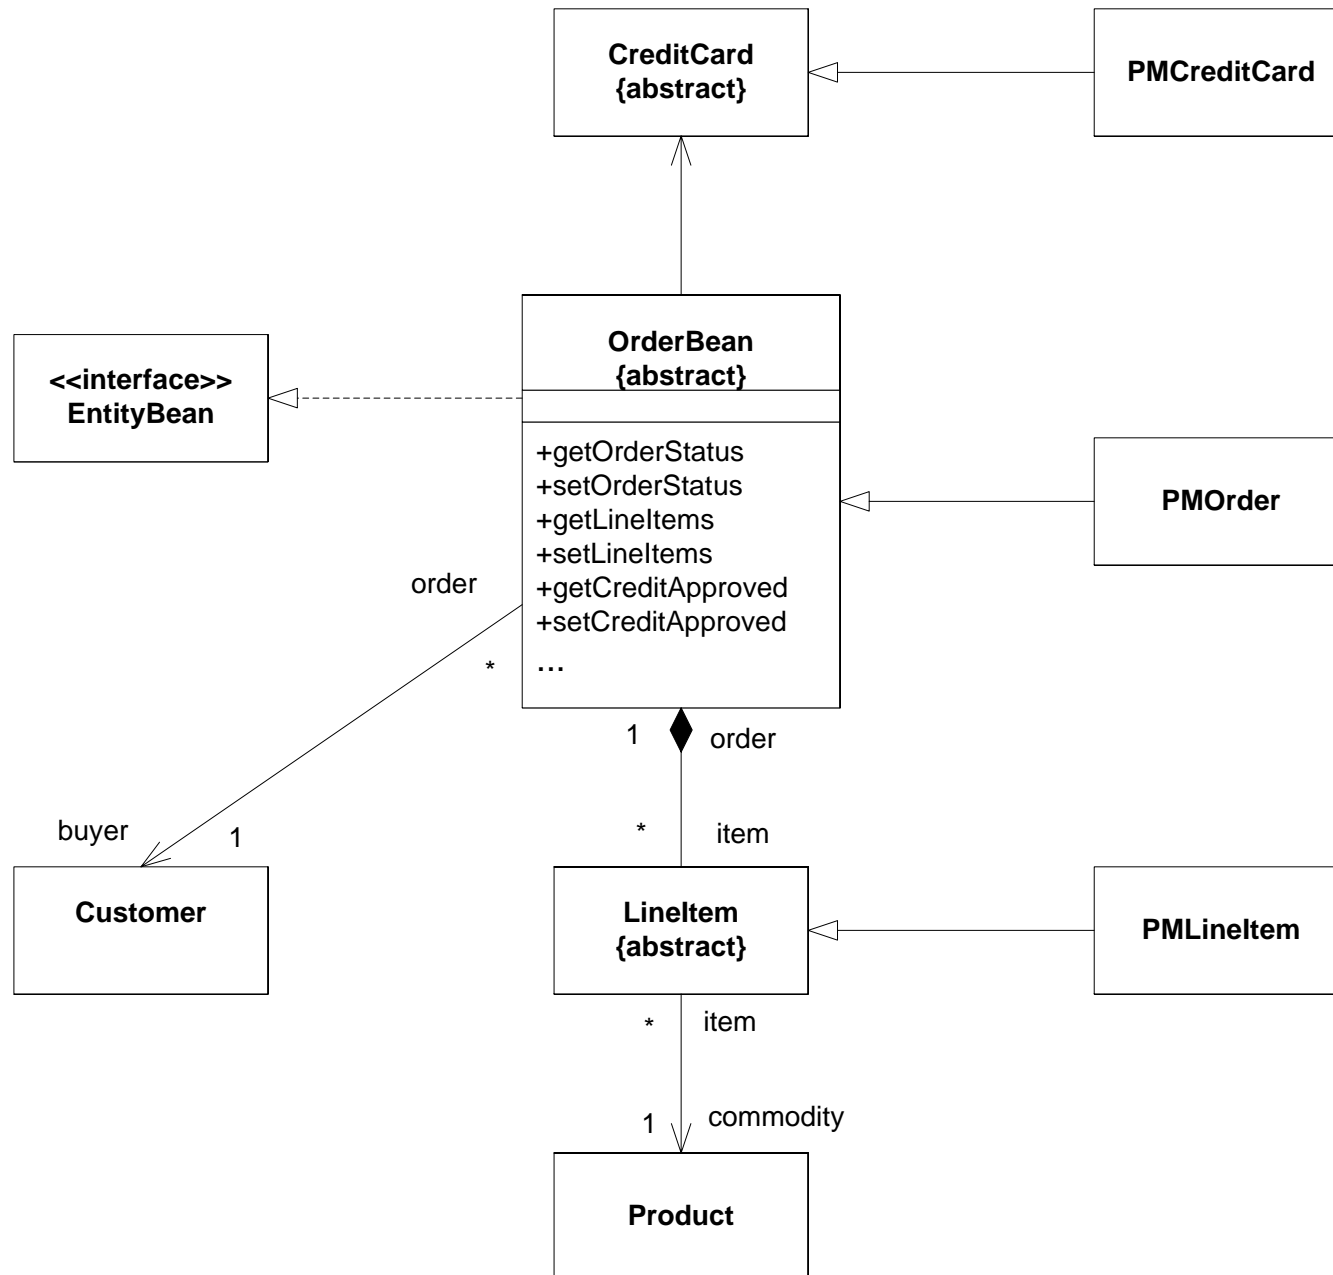 CreditCard
{abstract}
PMCreditCard
<<interface>>
EntityBean
OrderBean
{abstract}
+getOrderStatus
+setOrderStatus
+getLineItems
+setLineItems
+getCreditApproved
+setCreditApproved
...
PMOrder
order
*
buyer
1
Customer
1
order
*
item
LineItem
{abstract}
PMLineItem
*
item
1
commodity
Product